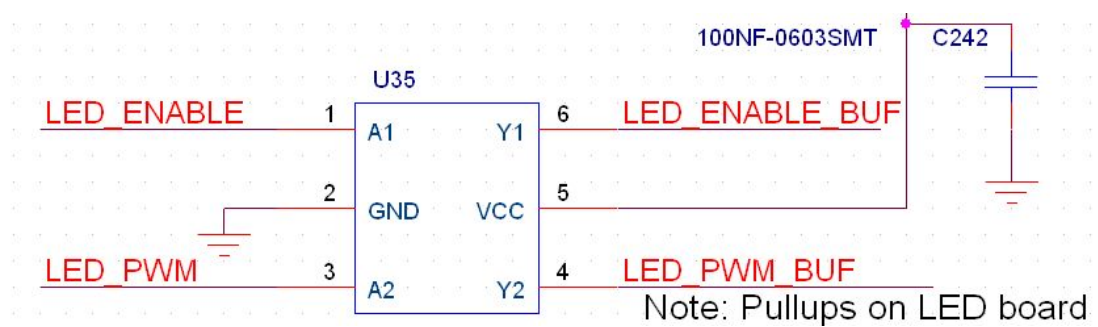 100NF-0603SMT C242
U35
LED_ENABLE 1 A1 Y1 6 LED_ENABLE_BUF
2 GND VCC 5
LED_PWM 3 A2 Y2 4 LED_PWM_BUF
Note: Pullups on LED board